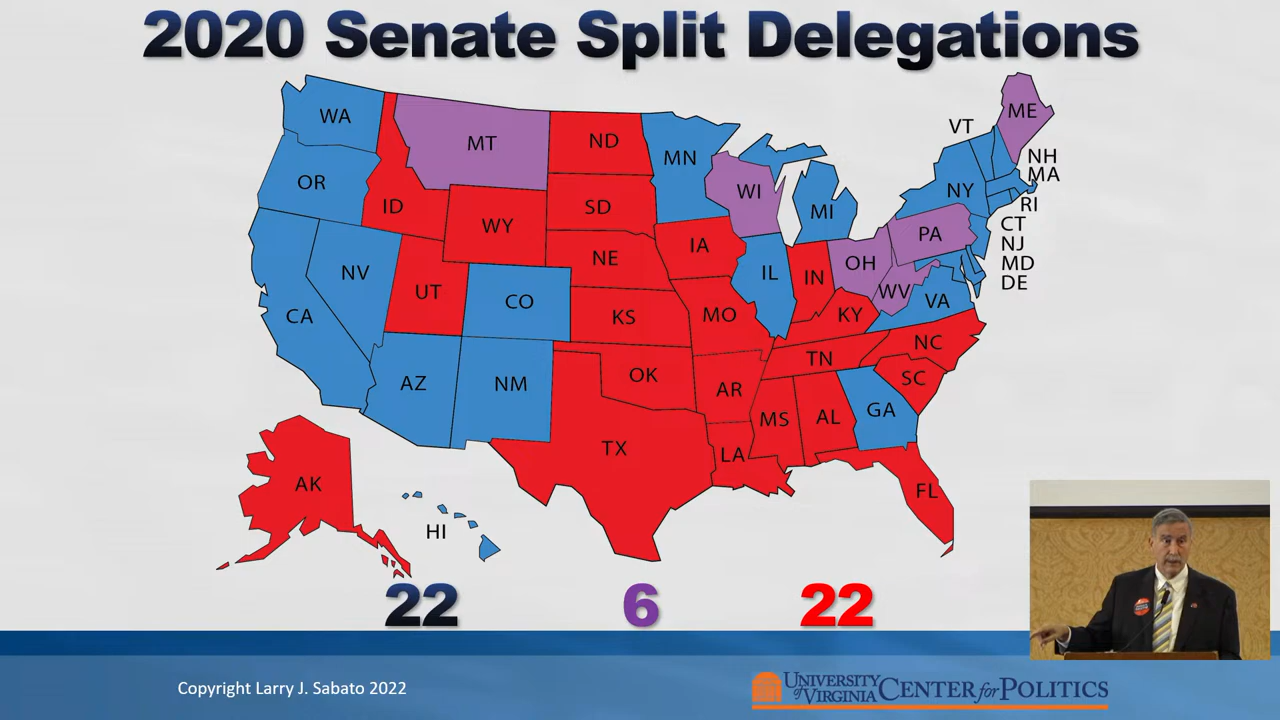 2020 Senate Split Delegations
WA
MT
ND
MN
ME
VT
NH
MA
OR
ID
SD
WI
MI
NY
RI
WY
CT
IA
PA
NJ
NV
UT
NE
IL
IN
OH
MD
WV
DE
CA
CO
KS
MO
KY
VA
NC
AZ
NM
OK
AR
TN
SC
MS
AL
GA
TX
LA
AK
FL
HI
22 6 22
Copyright Larry J. Sabato 2022
UNIVERSITY of VIRGINIA CENTER for POLITICS